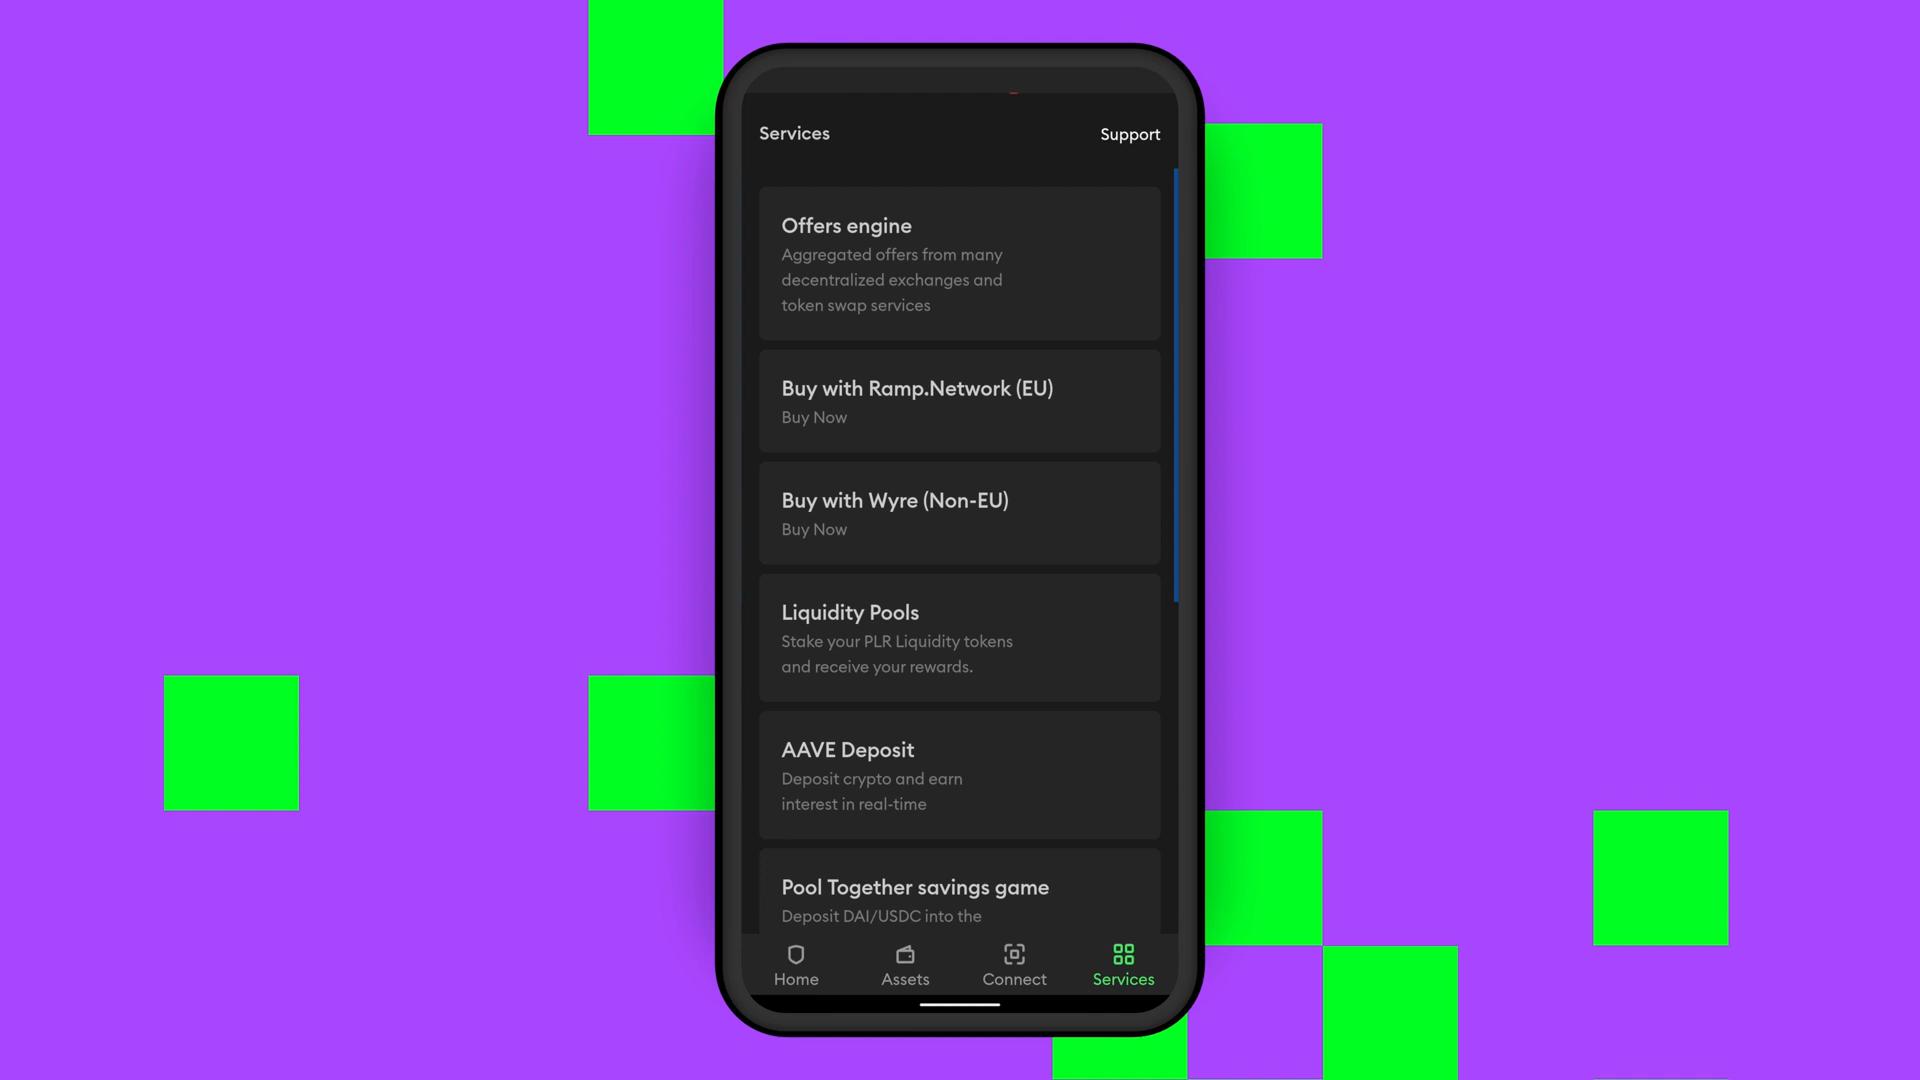 Services
Support
Offers engine
Aggregated offers from many
decentralized exchanges and
token swap services
Buy with Ramp.Network (EU)
Buy Now
Buy with Wyre (Non-EU)
Buy Now
Liquidity Pools
Stake your PLR Liquidity tokens
and receive your rewards.
AAVE Deposit
Deposit crypto and earn
interest in real-time
Pool Together savings game
Deposit DAI/USDC into the
Home
Assets
Connect
Services